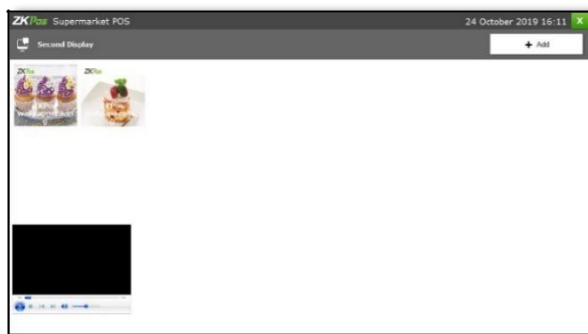 ZKPos Supermarket POS
24 October 2019 16:11 X
Second Display
+ Add
ZKPos
ZKPos